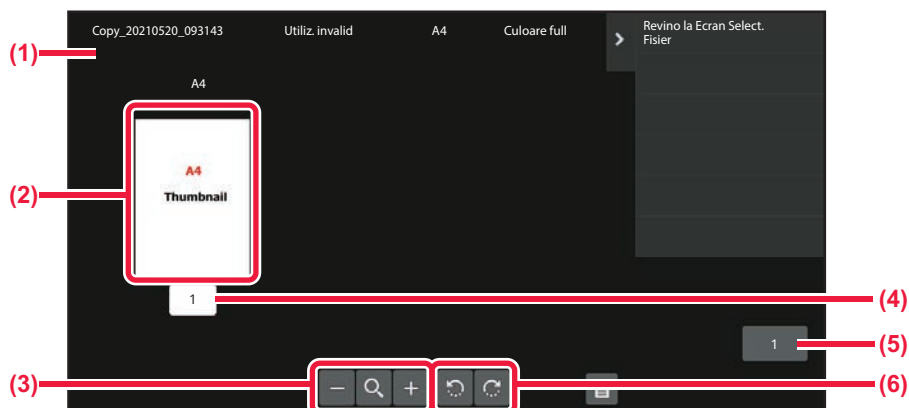 Copy_20210520_093143 Utiliz. invalid A4 Culoare full Revino la Ecran Select.
Fisier
(1)
A4
A4
(2)
Thumbnail
1
(4)
1
(5)
(3)
(6)